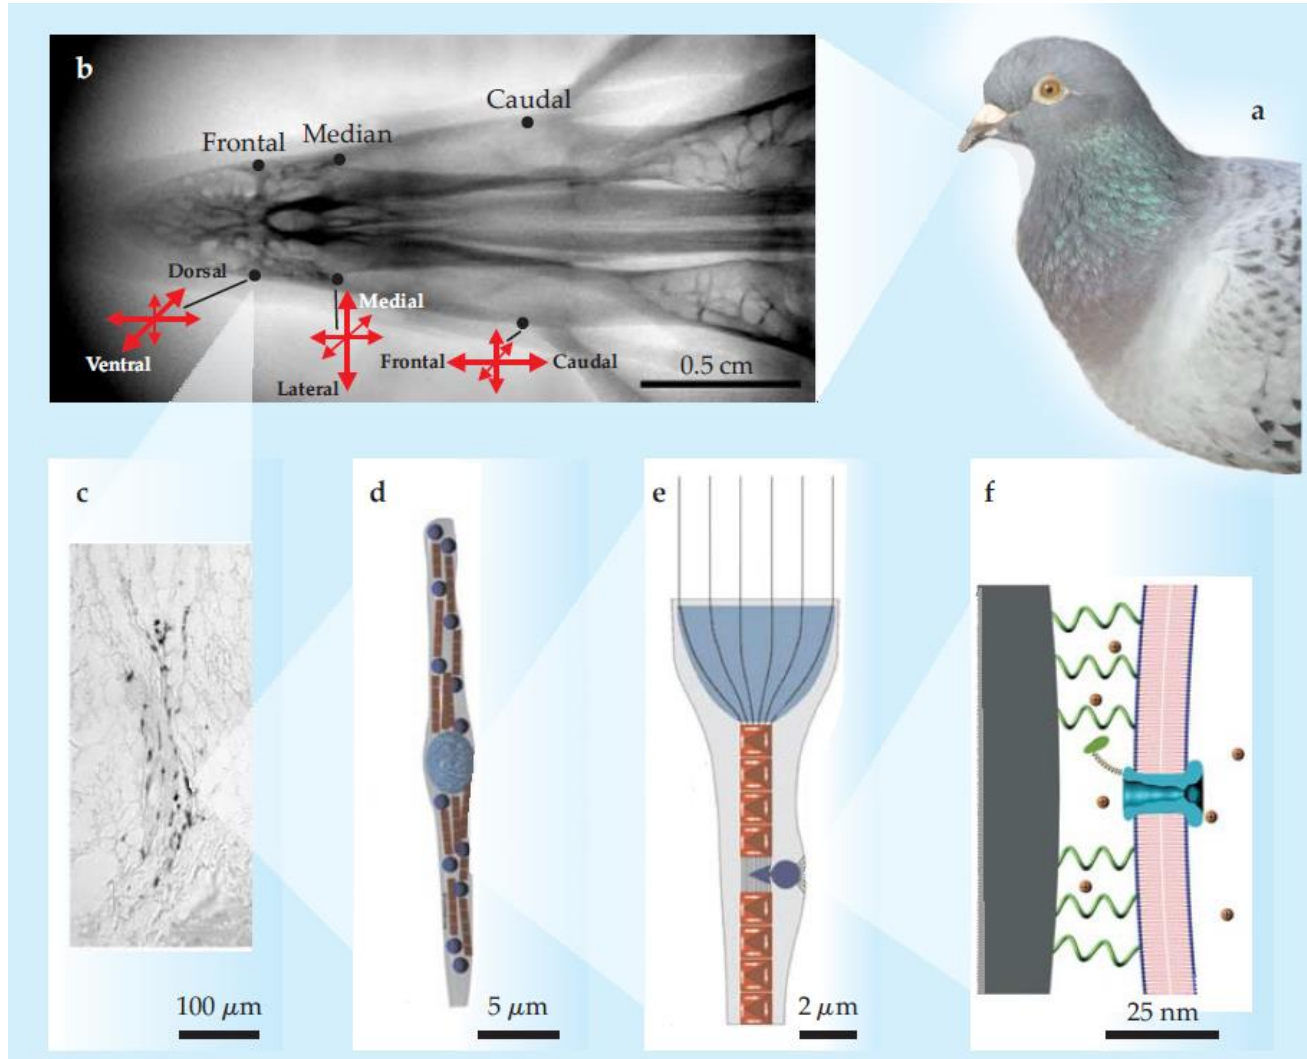 b
a
Caudal
Frontal
Median
Dorsal
Medial
Ventral
Frontal
Caudal
0.5 cm
Lateral
c
d
e
f
100 μm
5 μm
2 μm
25 nm